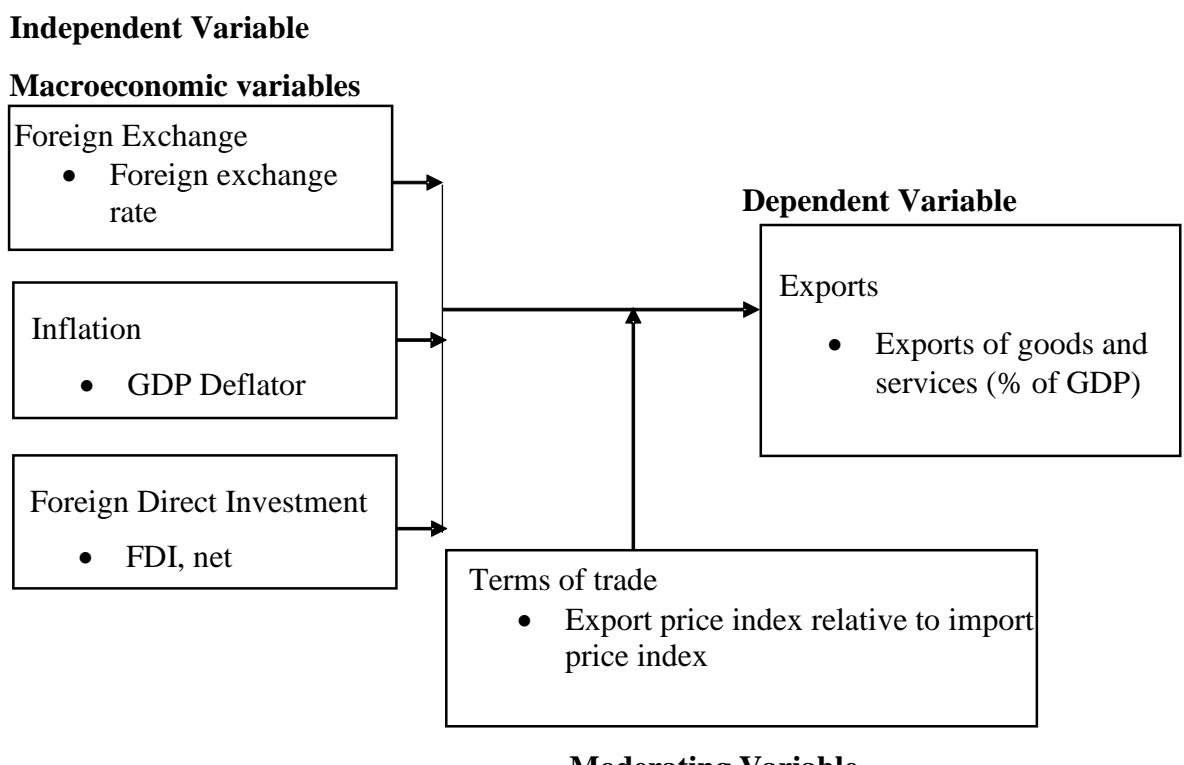 Independent Variable
Macroeconomic variables
Foreign Exchange
• Foreign exchange
rate
Inflation
• GDP Deflator
Foreign Direct Investment
• FDI, net
Dependent Variable
Exports
• Exports of goods and
services (% of GDP)
Terms of trade
• Export price index relative to import
price index
Moderating Variable